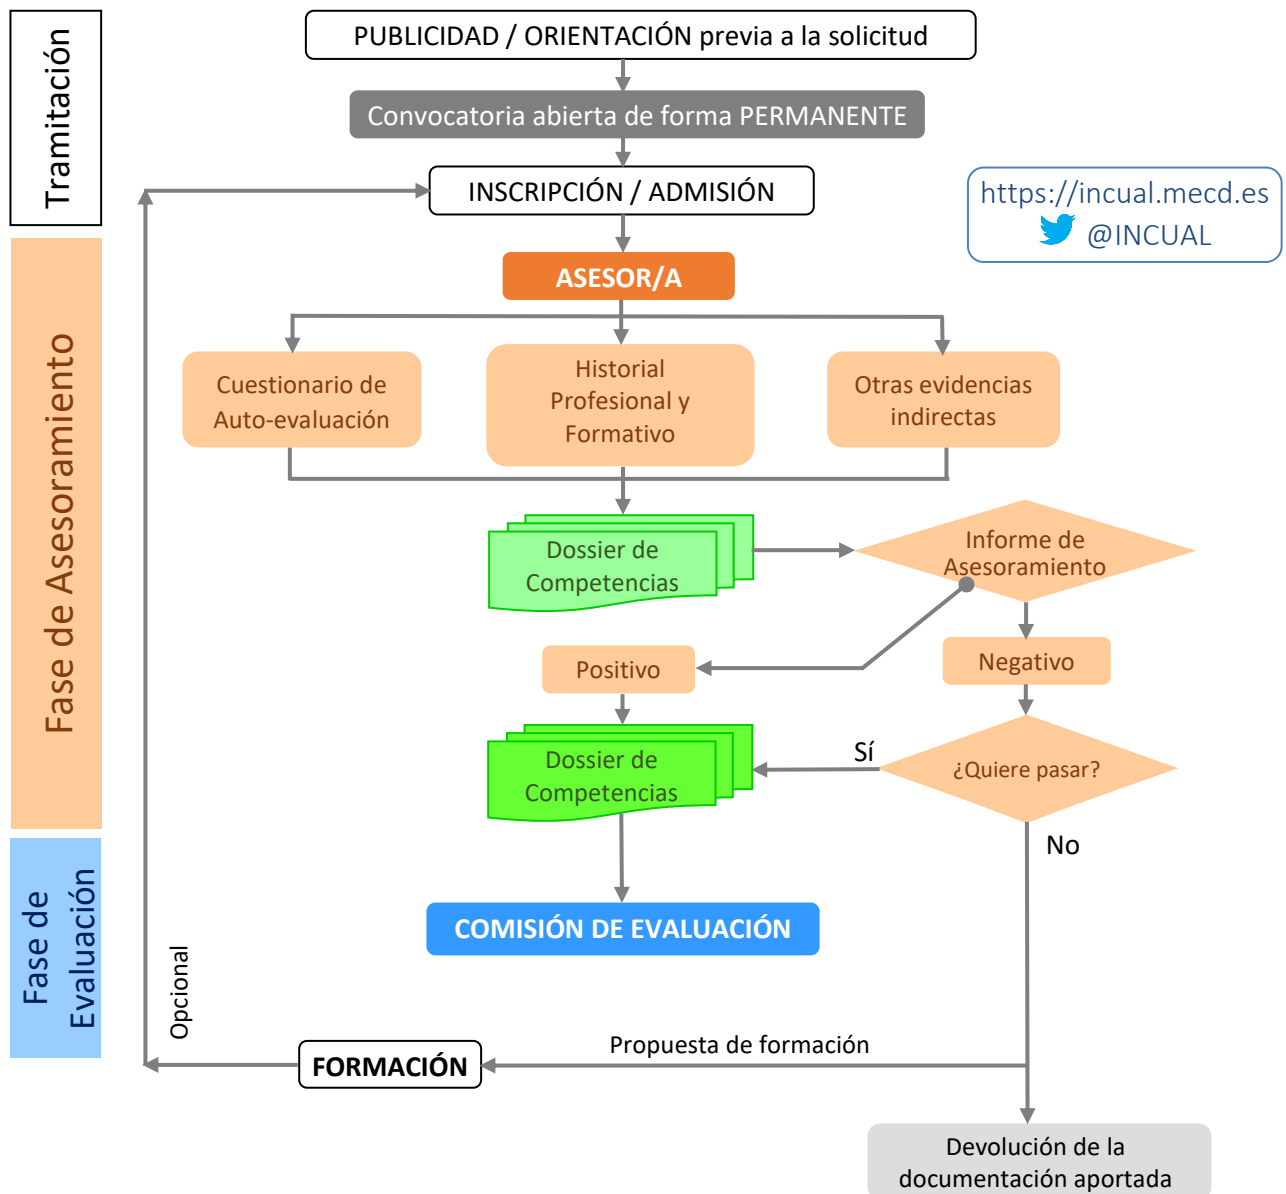 Tramitación
PUBLICIDAD / ORIENTACIÓN previa a la solicitud
Convocatoria abierta de forma PERMANENTE
INSCRIPCIÓN / ADMISIÓN
https://incual.mecd.es
@INCUAL
Fase de Asesoramiento
ASESOR/A
Cuestionario de
Auto-evaluación
Historial
Profesional y
Formativo
Otras evidencias
indirectas
Dossier de
Competencias
Informe de
Asesoramiento
Positivo
Negativo
Dossier de
Competencias
Sí
¿Quiere pasar?
No
Fase de
Evaluación
COMISIÓN DE EVALUACIÓN
Opcional
FORMACIÓN
Propuesta de formación
Devolución de la
documentación aportada